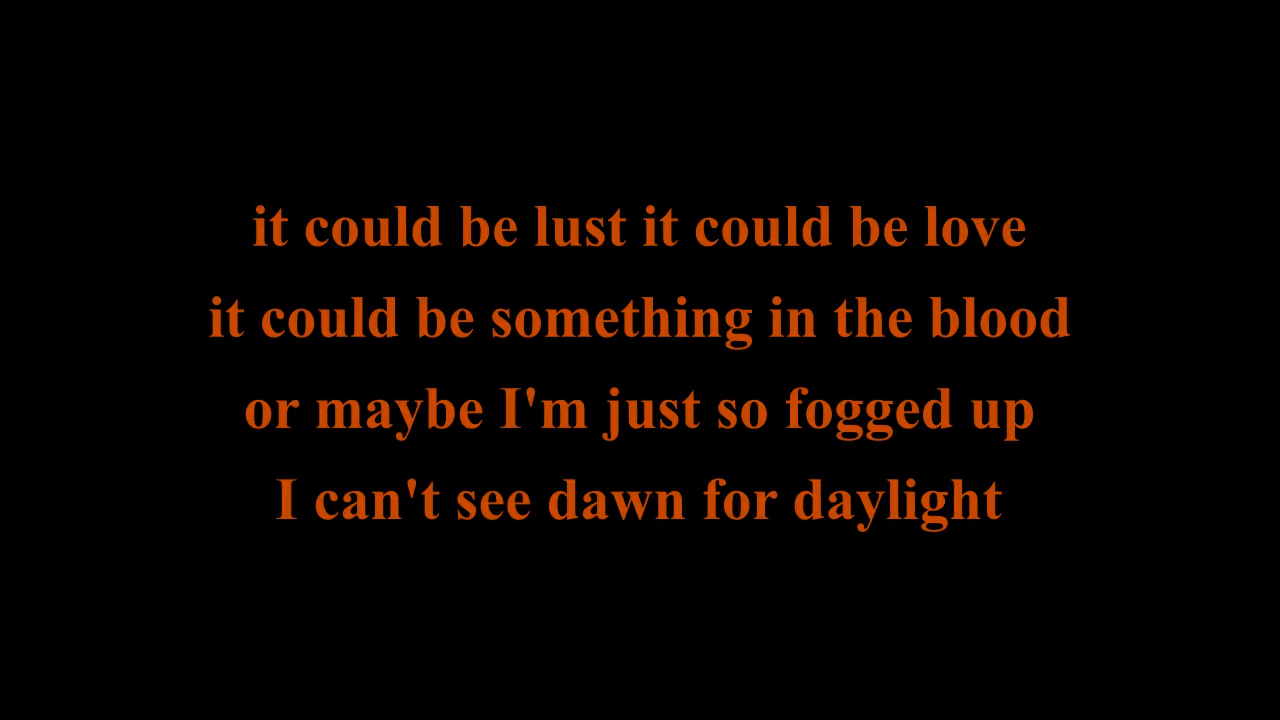 it could be lust it could be love
it could be something in the blood
or maybe I'm just so fogged up
I can't see dawn for daylight